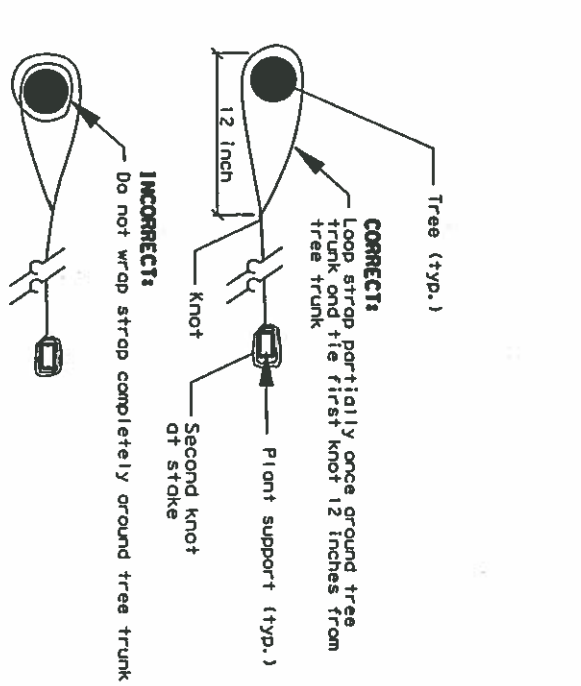 Tree (typ.)
CORRECT:
Loop strap partially once around tree
trunk and tie first knot 12 inches from
tree trunk
12 inch
Knot
Plant support (typ.)
Second knot
at stake
INCORRECT:
Do not wrap strap completely around tree trunk